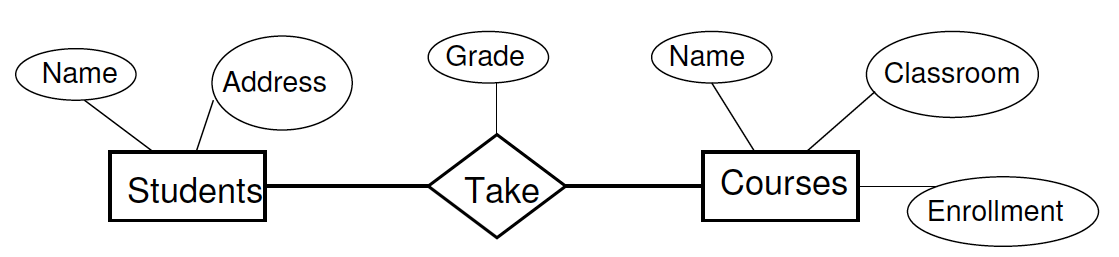 Name
Address
Grade
Name
Classroom
Students
Take
Courses
Enrollment